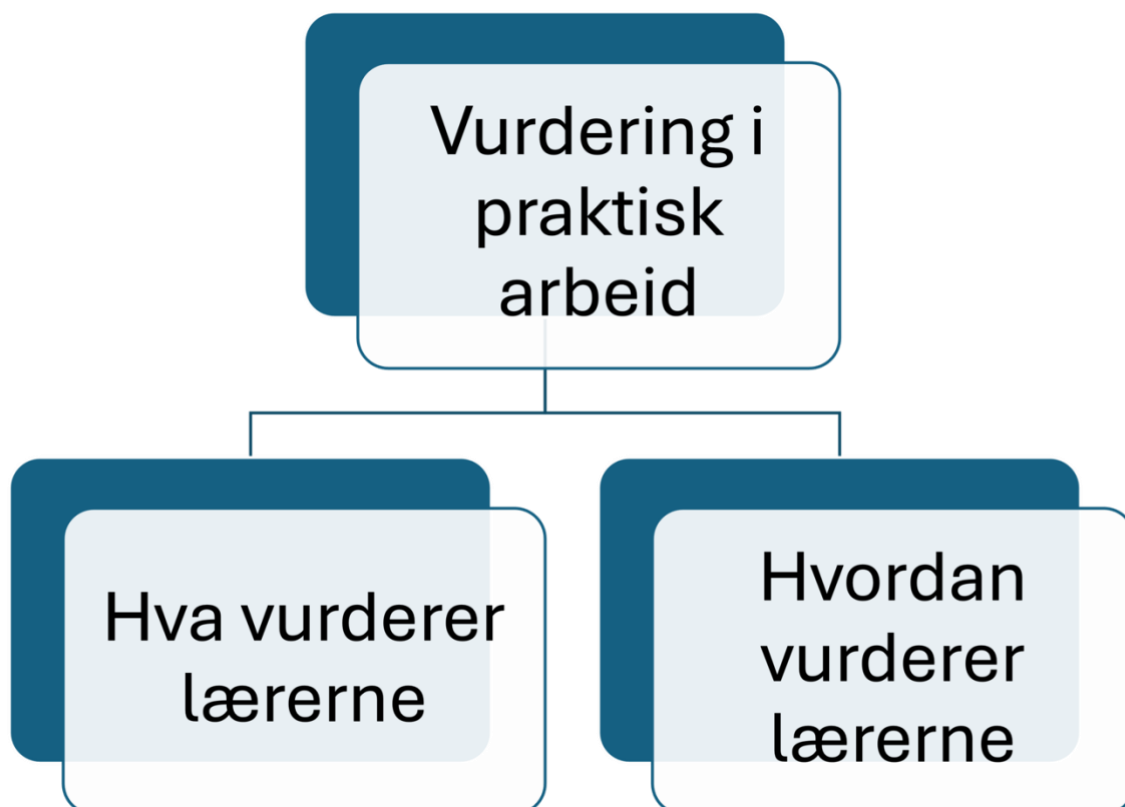 Vurdering i
praktisk
arbeid
Hva vurderer
lærerne
Hvordan
vurderer
lærerne